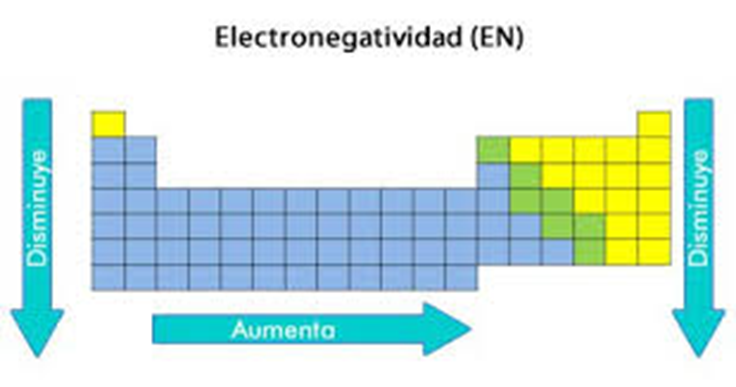 Electronegatividad (EN)
Disminuye
Disminuye
Aumenta